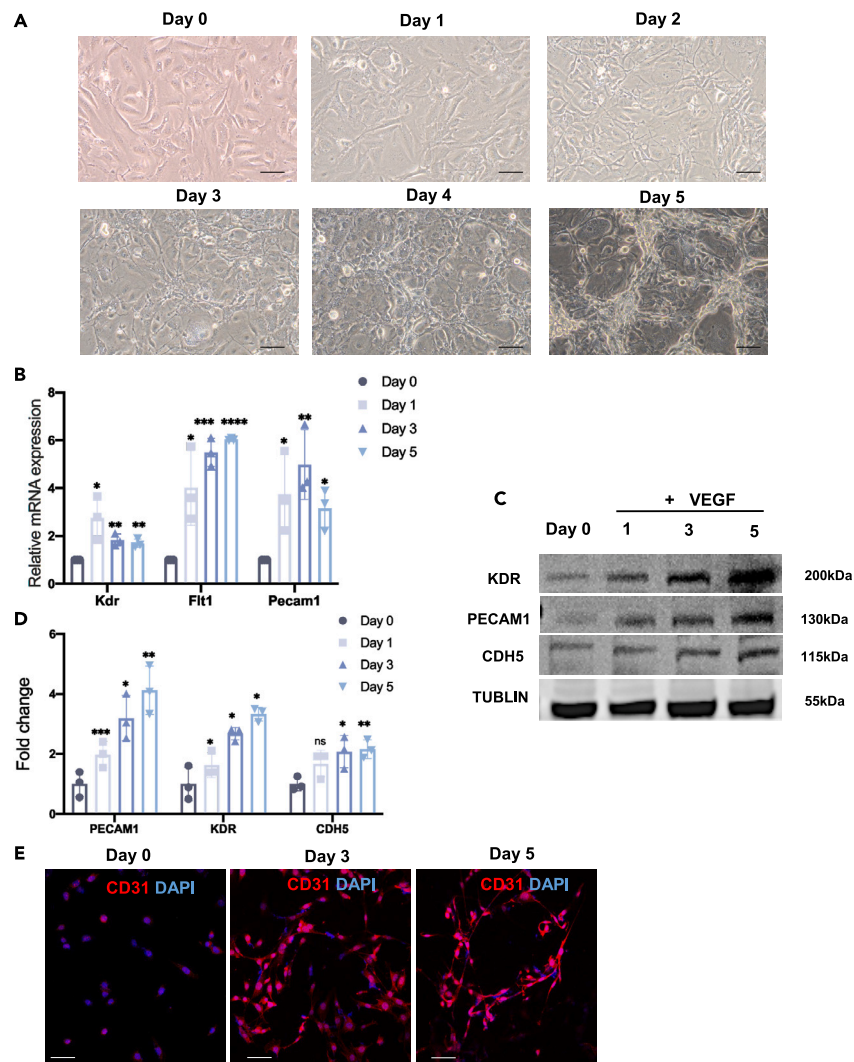 A
Day 0
Day 1
Day 2
Day 3
Day 4
Day 5
B
Relative mRNA expression
8
6
4
2
0
* ** **
* *** ****
* ** *
Kdr Flt1 Pecam1
Day 0
Day 1
Day 3
Day 5
C
+ VEGF
Day 0 1 3 5
KDR 200kDa
PECAM1 130kDa
CDH5 115kDa
TUBLIN 55kDa
D
Fold change
6
4
2
0
*** * **
* * *
ns * **
PECAM1 KDR CDH5
Day 0
Day 1
Day 3
Day 5
E
Day 0 Day 3 Day 5
CD31 DAPI
CD31 DAPI
CD31 DAPI